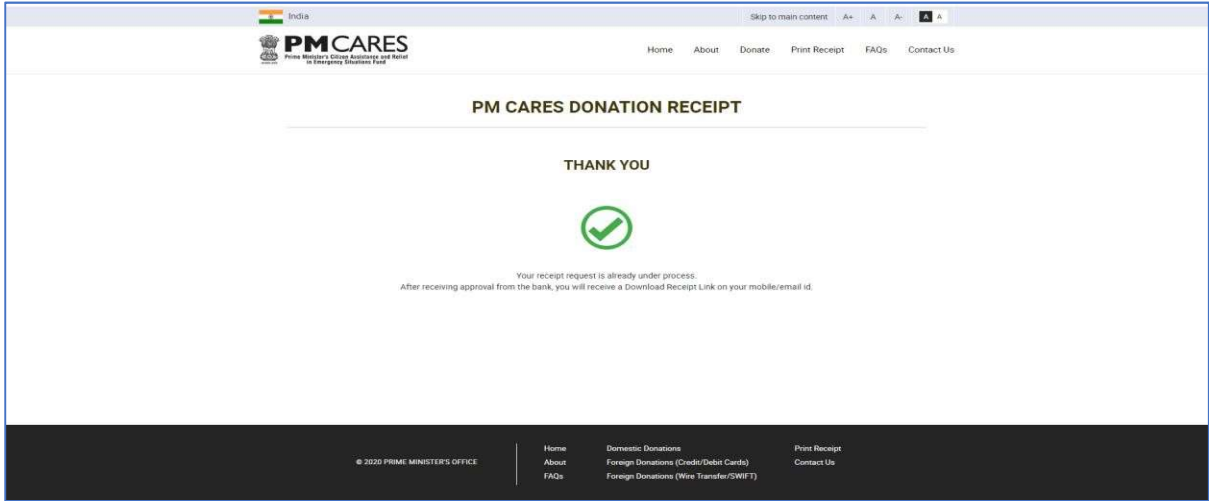 India
Skip to main content A+ A A- A A
PMCARES
Prime Minister's Citizen Assistance and Relief
in Emergency Situations Fund
Home About Donate Print Receipt FAQs Contact Us
PM CARES DONATION RECEIPT
THANK YOU
Your receipt request is already under process.
After receiving approval from the bank, you will receive a Download Receipt Link on your mobile/email id.
© 2020 PRIME MINISTER'S OFFICE
Home
About
FAQs
Domestic Donations
Foreign Donations (Credit/Debit Cards)
Foreign Donations (Wire Transfer/SWIFT)
Print Receipt
Contact Us